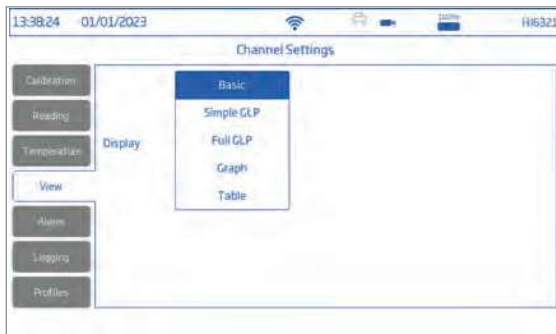 13:38:24 01/01/2023 100% HI6321
Channel Settings
Calibration
Reading
Temperature
View
Alarm
Logging
Profiles
Display
Basic
Simple GLP
Full GLP
Graph
Table